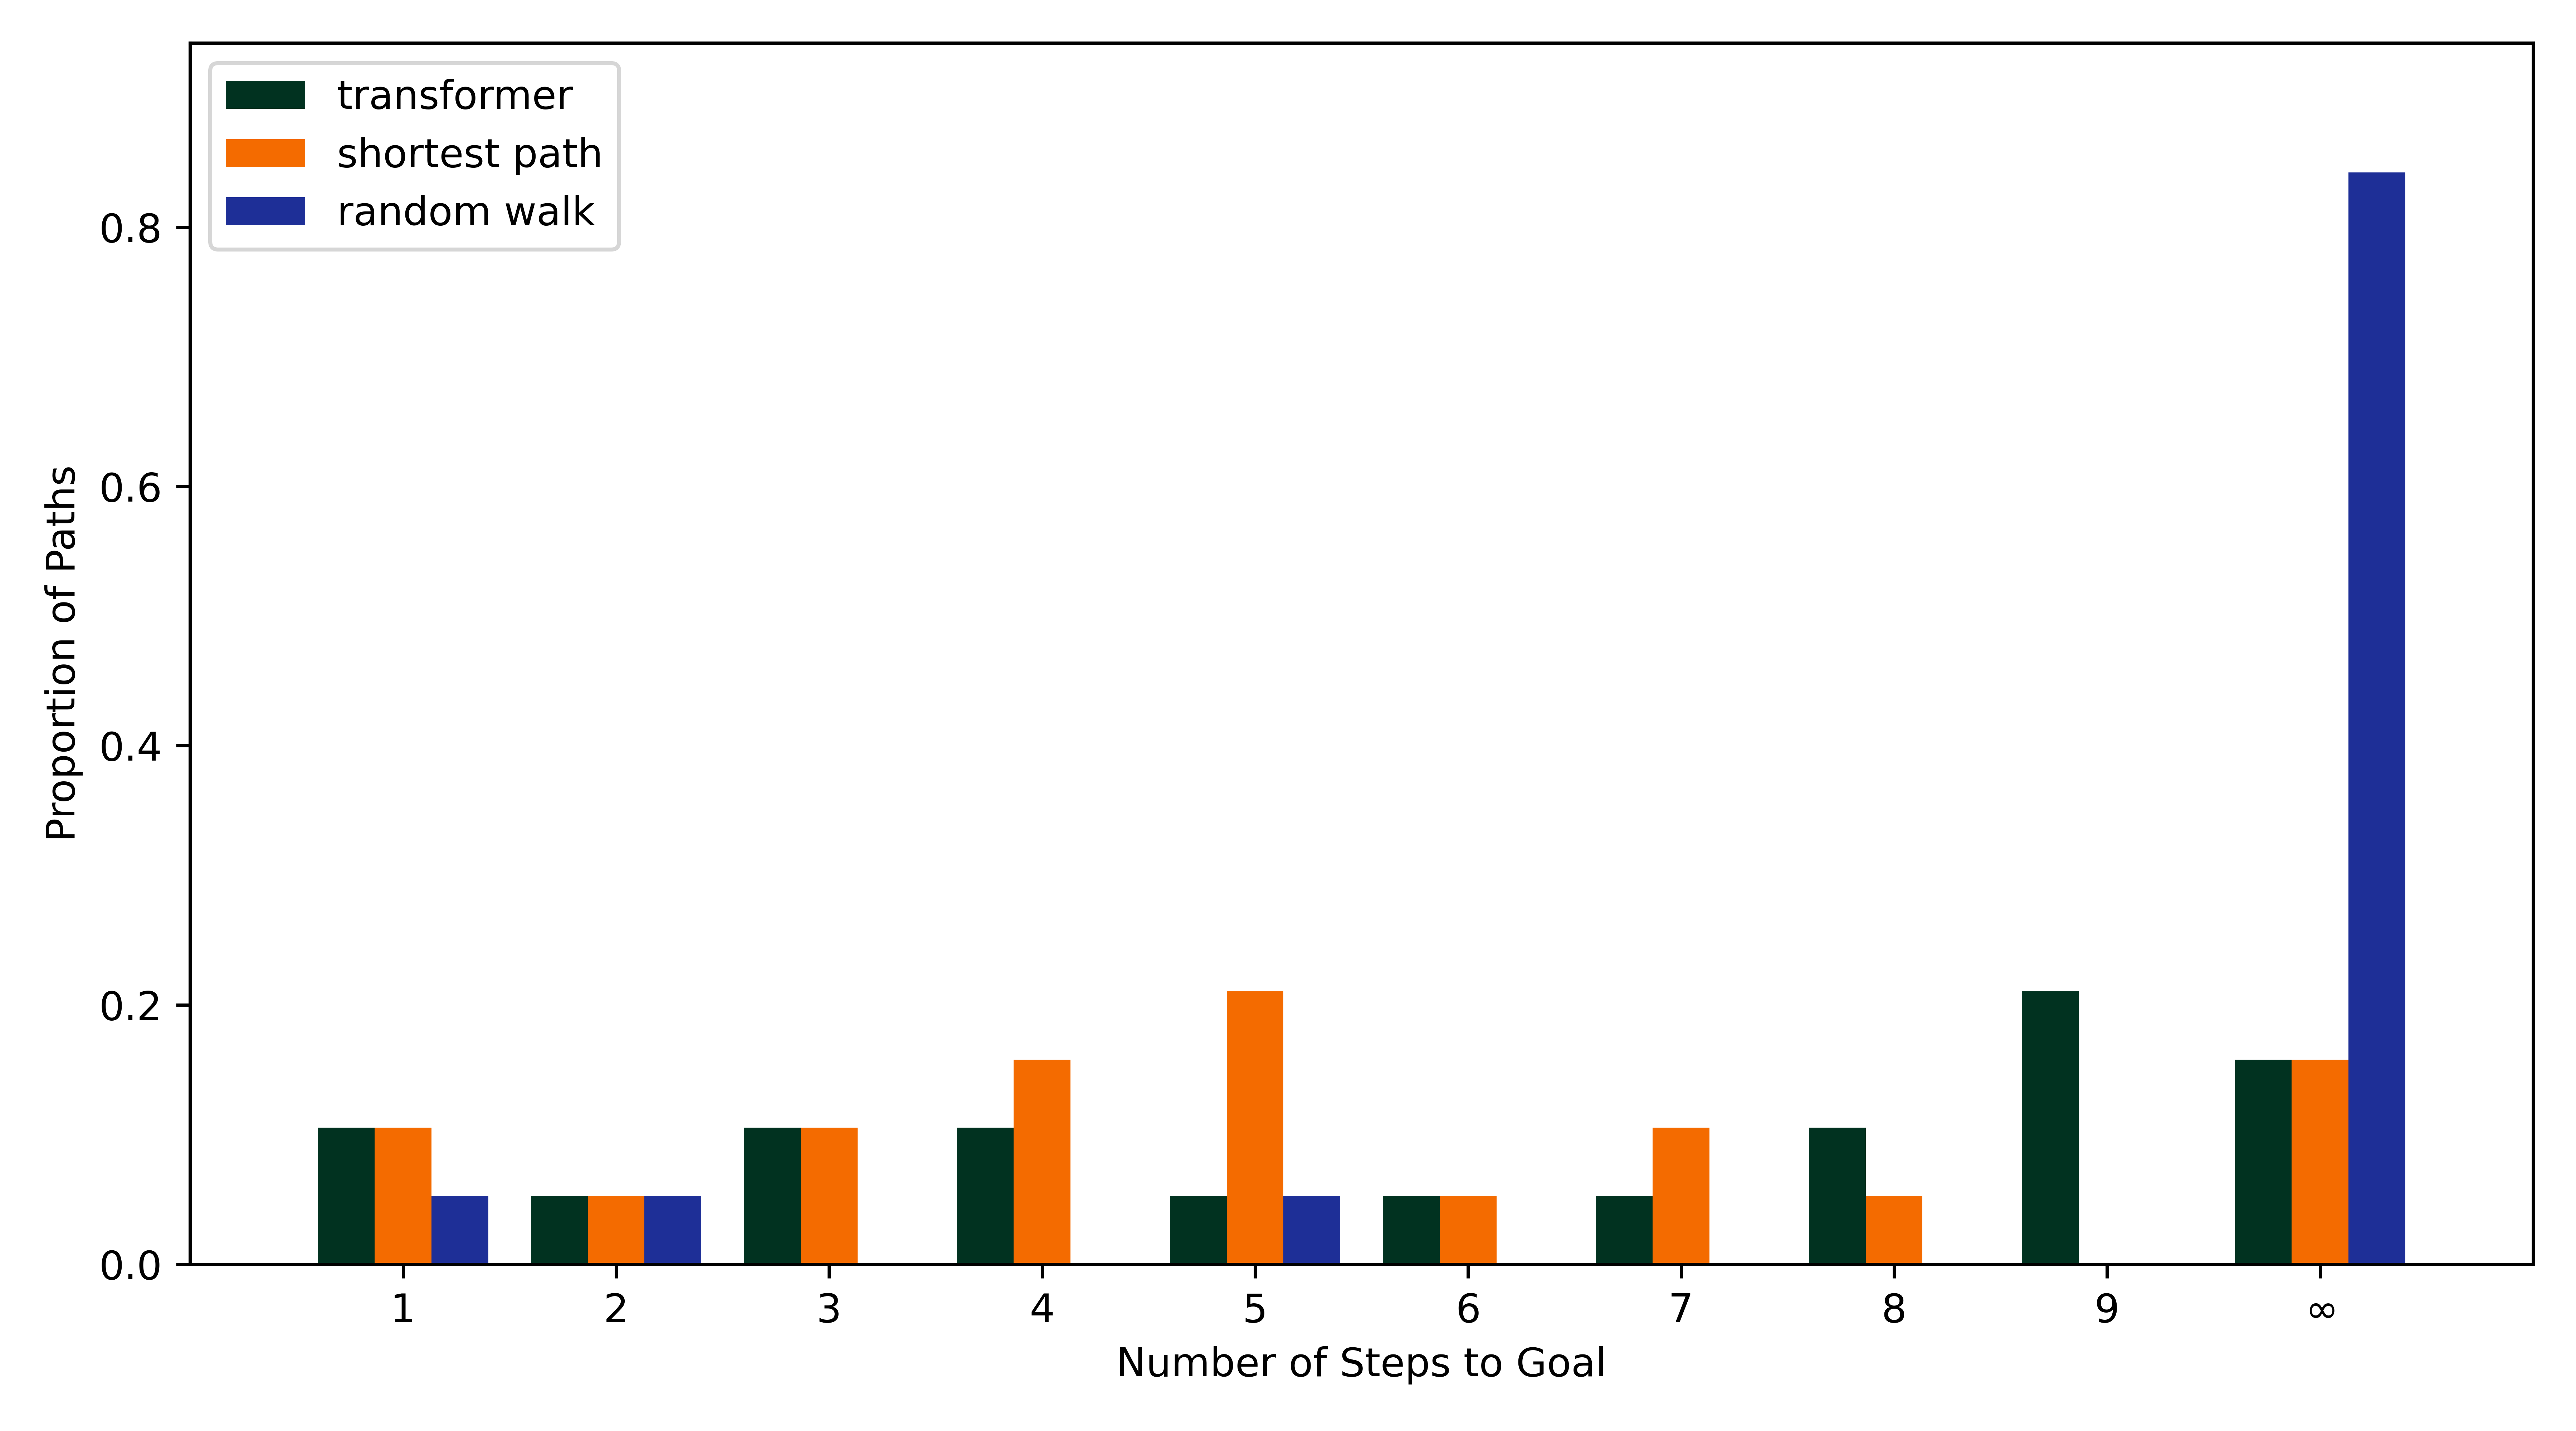 transformer
shortest path
random walk
Proportion of Paths
0.8
0.6
0.4
0.2
0.0
1 2 3 4 5 6 7 8 9 ∞
Number of Steps to Goal